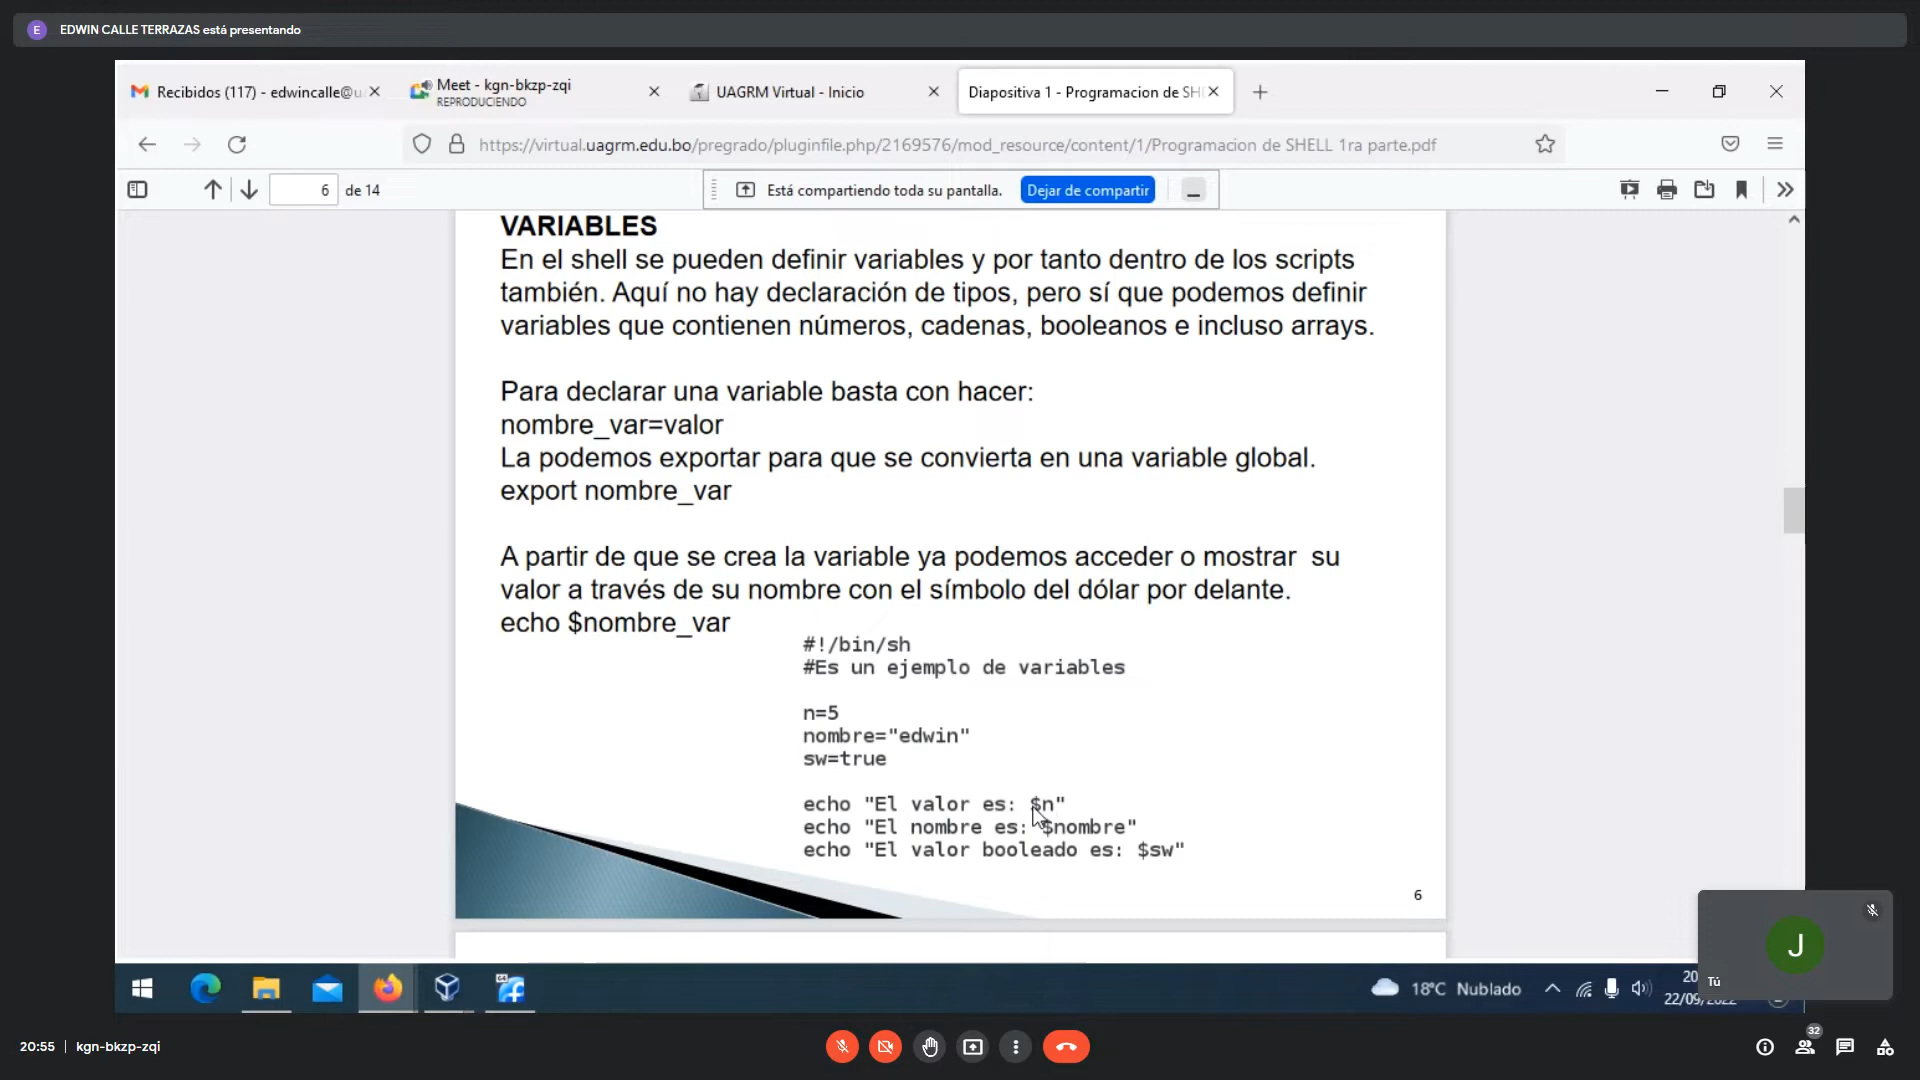 E EDWIN CALLE TERRAZAS está presentando
Recibidos (117) - edwincalle@u
Meet - kgn-bkzp-zqi
REPRODUCIENDO
UAGRM Virtual - Inicio
Diapositiva 1 - Programacion de SH
https://virtual.uagrm.edu.bo/pregrado/pluginfile.php/2169576/mod_resource/content/1/Programacion de SHELL 1ra parte.pdf
6 de 14
Está compartiendo toda su pantalla. Dejar de compartir
VARIABLES
En el shell se pueden definir variables y por tanto dentro de los scripts
también. Aquí no hay declaración de tipos, pero sí que podemos definir
variables que contienen números, cadenas, booleanos e incluso arrays.
Para declarar una variable basta con hacer:
nombre_var=valor
La podemos exportar para que se convierta en una variable global.
export nombre_var
A partir de que se crea la variable ya podemos acceder o mostrar su
valor a través de su nombre con el símbolo del dólar por delante.
echo $nombre_var
#!/bin/sh
#Es un ejemplo de variables
n=5
nombre="edwin"
sw=true
echo "El valor es: $n"
echo "El nombre es: $nombre"
echo "El valor booleado es: $sw"
6
J
Tú
18°C Nublado
20
22/09/2022
20:55 | kgn-bkzp-zqi
32